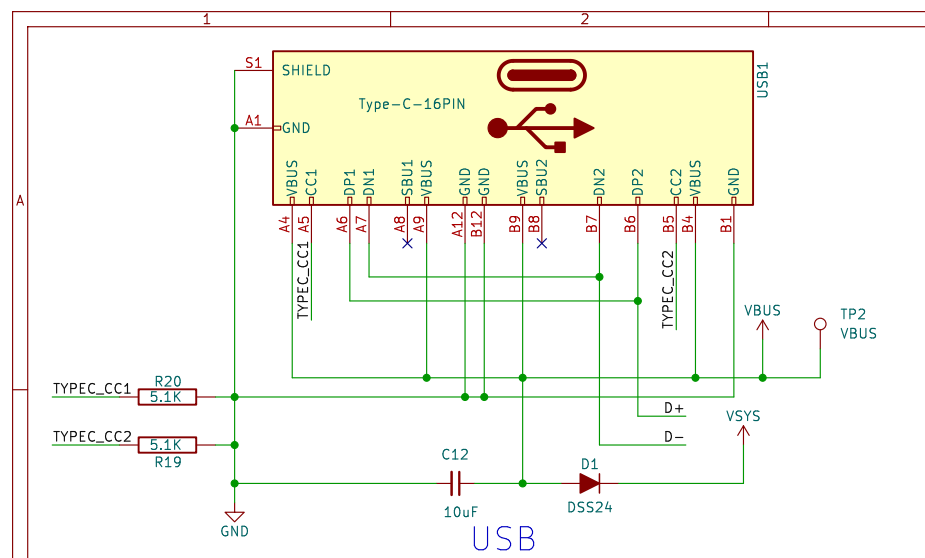 1
2
A
S1
SHIELD
A1
GND
Type-C-16PIN
USB1
VBUS
CC1
DP1
DN1
SBU1
VBUS
GND
GND
VBUS
SBU2
DN2
DP2
CC2
VBUS
GND
A4
A5
A6
A7
A8
A9
A12
B12
B9
B8
B7
B6
B5
B4
B1
TYPEC_CC1
TYPEC_CC2
VBUS
TP2
VBUS
TYPEC_CC1
R20
5.1K
D+
VSYS
TYPEC_CC2
5.1K
R19
D-
C12
10uF
D1
DSS24
GND
USB